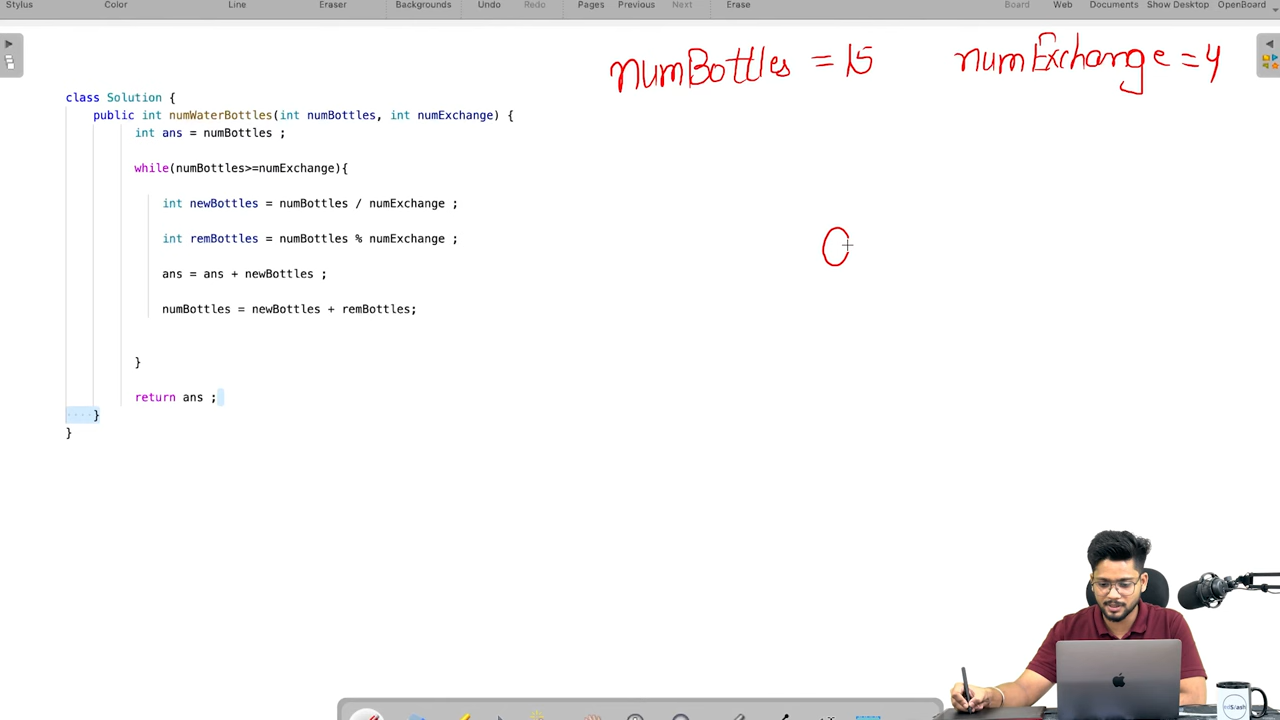 Stylus Color Line Eraser Backgrounds Undo Redo Pages Previous Next Erase Board Web Documents Show Desktop OpenBoard
numBottles = 15 numExchange = 4
class Solution {
public int numWaterBottles(int numBottles, int numExchange) {
int ans = numBottles ;
while(numBottles>=numExchange){
int newBottles = numBottles / numExchange ;
int remBottles = numBottles % numExchange ;
ans = ans + newBottles ;
numBottles = newBottles + remBottles;
}
return ans ;
}
}